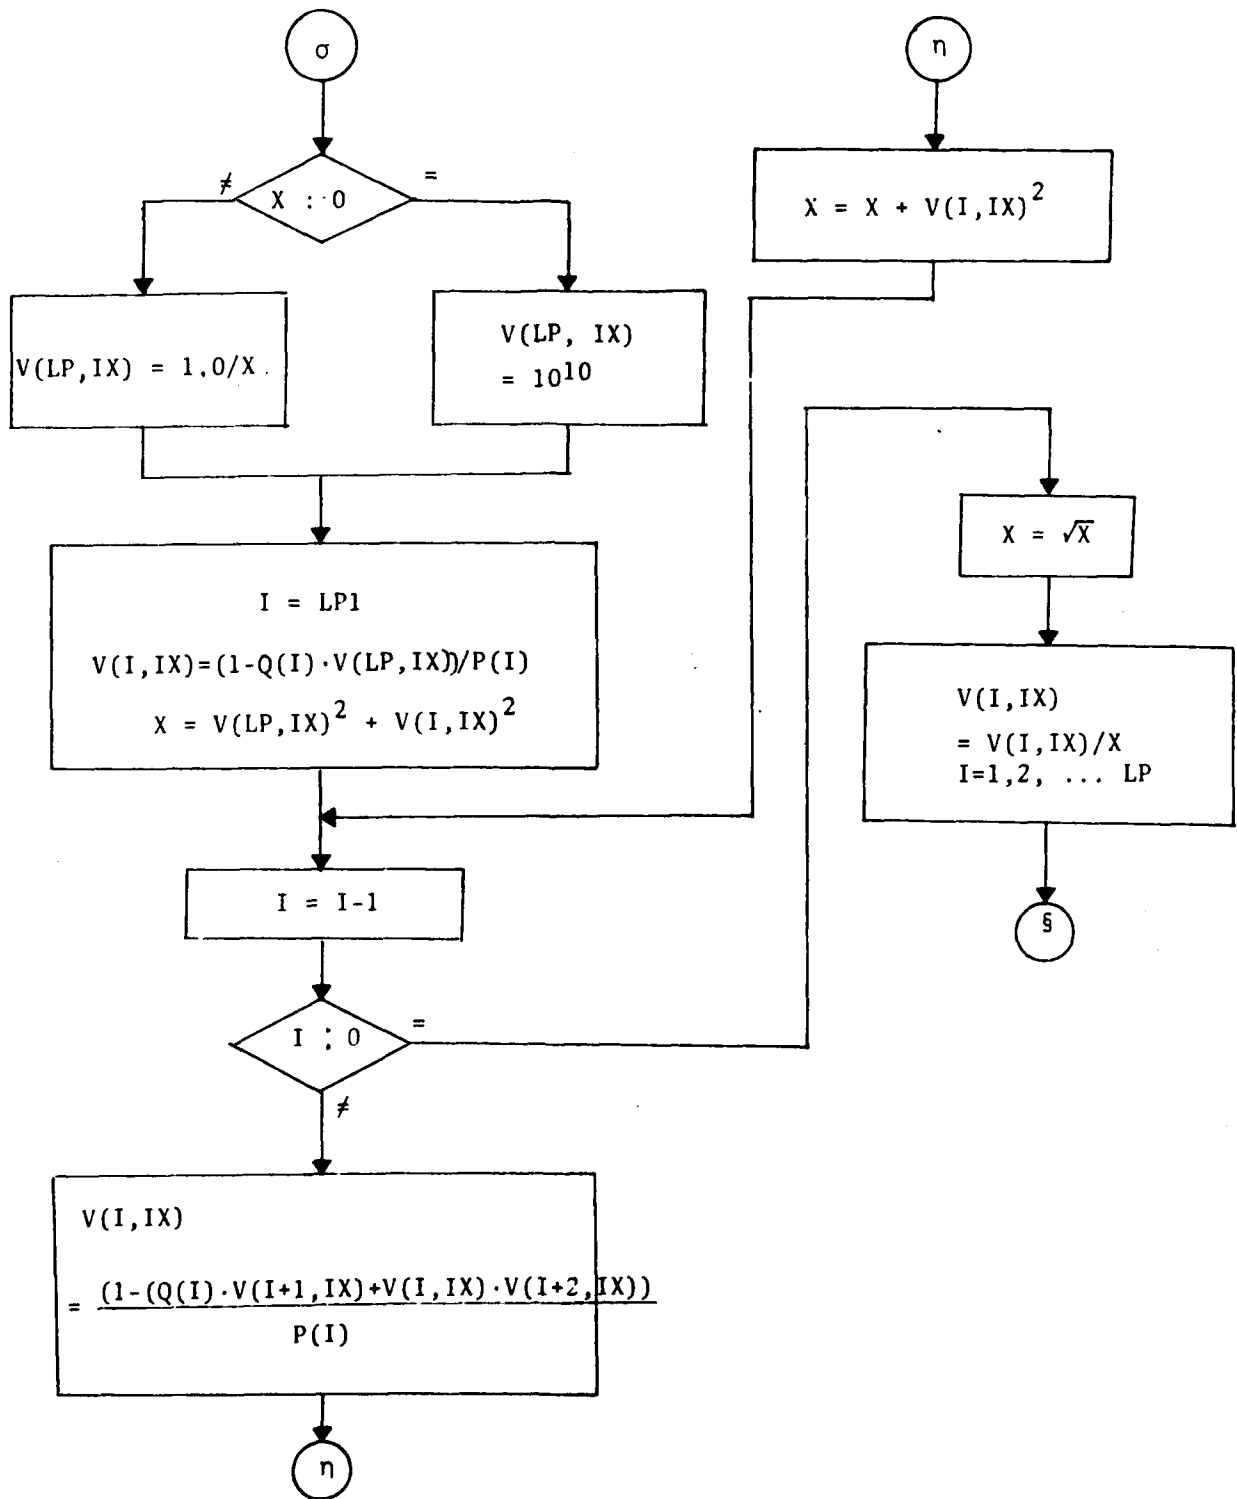 σ
≠
=
X : 0
V(LP,IX) = 1.0/X
V(LP, IX)
= 10^10
I = LP1
V(I,IX)=(1-Q(I)·V(LP,IX))/P(I)
X = V(LP,IX)^2 + V(I,IX)^2
I = I-1
I : 0
=
≠
V(I,IX)
= (1-(Q(I)·V(I+1,IX)+V(I,IX)·V(I+2,IX))
P(I)
η
η
X = X + V(I,IX)^2
X = √X
V(I,IX)
= V(I,IX)/X
I=1,2, ... LP
§